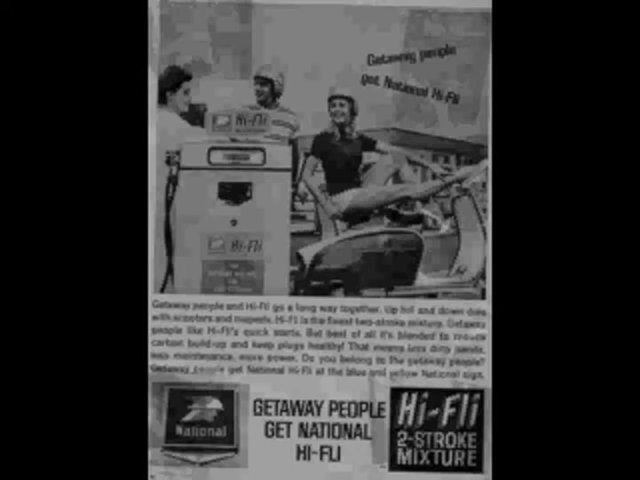 Getaway people
get National Hi-Fli
Hi-Fli
Hi-Fli
Getaway people and Hi-Fli go a long way together. Up hill and down dale
with scooters and mopeds. Hi-Fli is the finest two-stroke mixture. Getaway
people like Hi-Fli's quick starts. But best of all it's blended to reduce
carbon build-up and keep plugs healthy! That means less dirty hands,
less maintenance, more power. Do you belong to the getaway people?
Getaway people get National Hi-Fli at the blue and yellow National sign.
National
GETAWAY PEOPLE
GET NATIONAL
HI-FLI
Hi-Fli
2-STROKE
MIXTURE